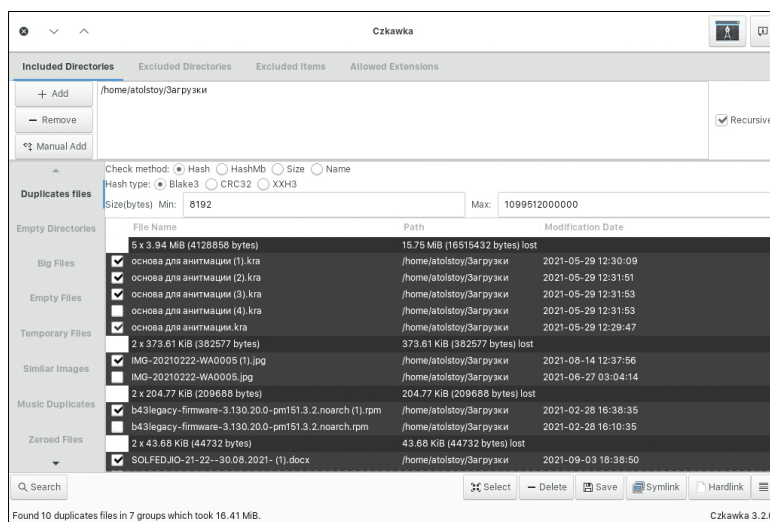 Czkawka
Included Directories Excluded Directories Excluded Items Allowed Extensions
Add
/home/atolstoy/Загрузки
Remove
Manual Add
Recursive
Check method: Hash HashMb Size Name
Hash type: Blake3 CRC32 XXH3
Size(bytes) Min: 8192 Max: 1099512000000
Duplicates files
Empty Directories
Big Files
Empty Files
Temporary Files
Similar Images
Music Duplicates
Zeroed Files
File Name Path Modification Date
5 x 3.94 MiB (4128858 bytes) 15.75 MiB (16515432 bytes) lost
основа для анитмации (1).kra /home/atolstoy/Загрузки 2021-05-29 12:30:09
основа для анитмации (2).kra /home/atolstoy/Загрузки 2021-05-29 12:31:51
основа для анитмации (3).kra /home/atolstoy/Загрузки 2021-05-29 12:31:53
основа для анитмации (4).kra /home/atolstoy/Загрузки 2021-05-29 12:31:53
основа для анитмации.kra /home/atolstoy/Загрузки 2021-05-29 12:29:47
2 x 373.61 KiB (382577 bytes) 373.61 KiB (382577 bytes) lost
IMG-20210222-WA0005 (1).jpg /home/atolstoy/Загрузки 2021-08-14 12:37:56
IMG-20210222-WA0005.jpg /home/atolstoy/Загрузки 2021-06-27 03:04:14
2 x 204.77 KiB (209688 bytes) 204.77 KiB (209688 bytes) lost
b43legacy-firmware-3.130.20.0-pm151.3.2.noarch (1).rpm /home/atolstoy/Загрузки 2021-02-28 16:38:35
b43legacy-firmware-3.130.20.0-pm151.3.2.noarch.rpm /home/atolstoy/Загрузки 2021-02-28 16:10:35
2 x 43.68 KiB (44732 bytes) 43.68 KiB (44732 bytes) lost
SOLFEDJIO-21-22--30.08.2021- (1).docx /home/atolstoy/Загрузки 2021-09-03 18:38:50
Search Select Delete Save Symlink Hardlink
Found 10 duplicates files in 7 groups which took 16.41 MiB. Czkawka 3.2.0